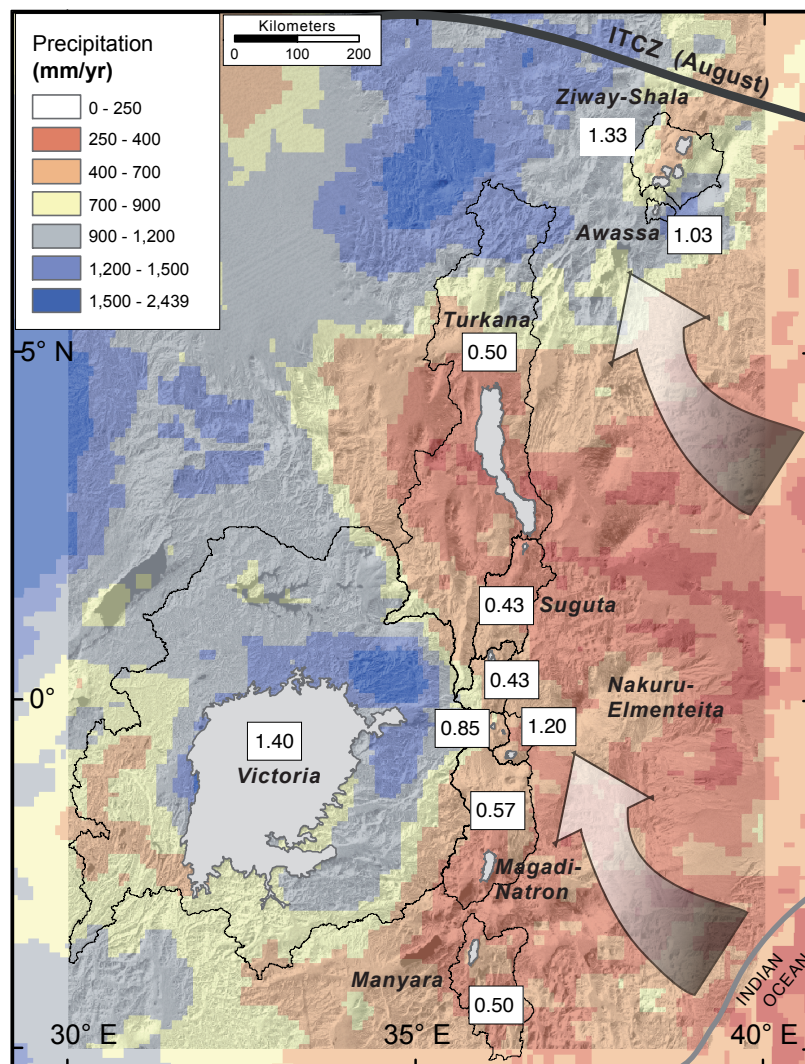 Precipitation
(mm/yr)
0 - 250
250 - 400
400 - 700
700 - 900
900 - 1,200
1,200 - 1,500
1,500 - 2,439
Kilometers
0 100 200
ITCZ (August)
Ziway-Shala
1.33
Awassa
1.03
Turkana
0.50
5° N
0.43
Suguta
0.43
Nakuru-
Elmenteita
0°
0.85
1.20
1.40
Victoria
0.57
Magadi-
Natron
Manyara
0.50
INDIAN
OCEAN
30° E
35° E
40° E